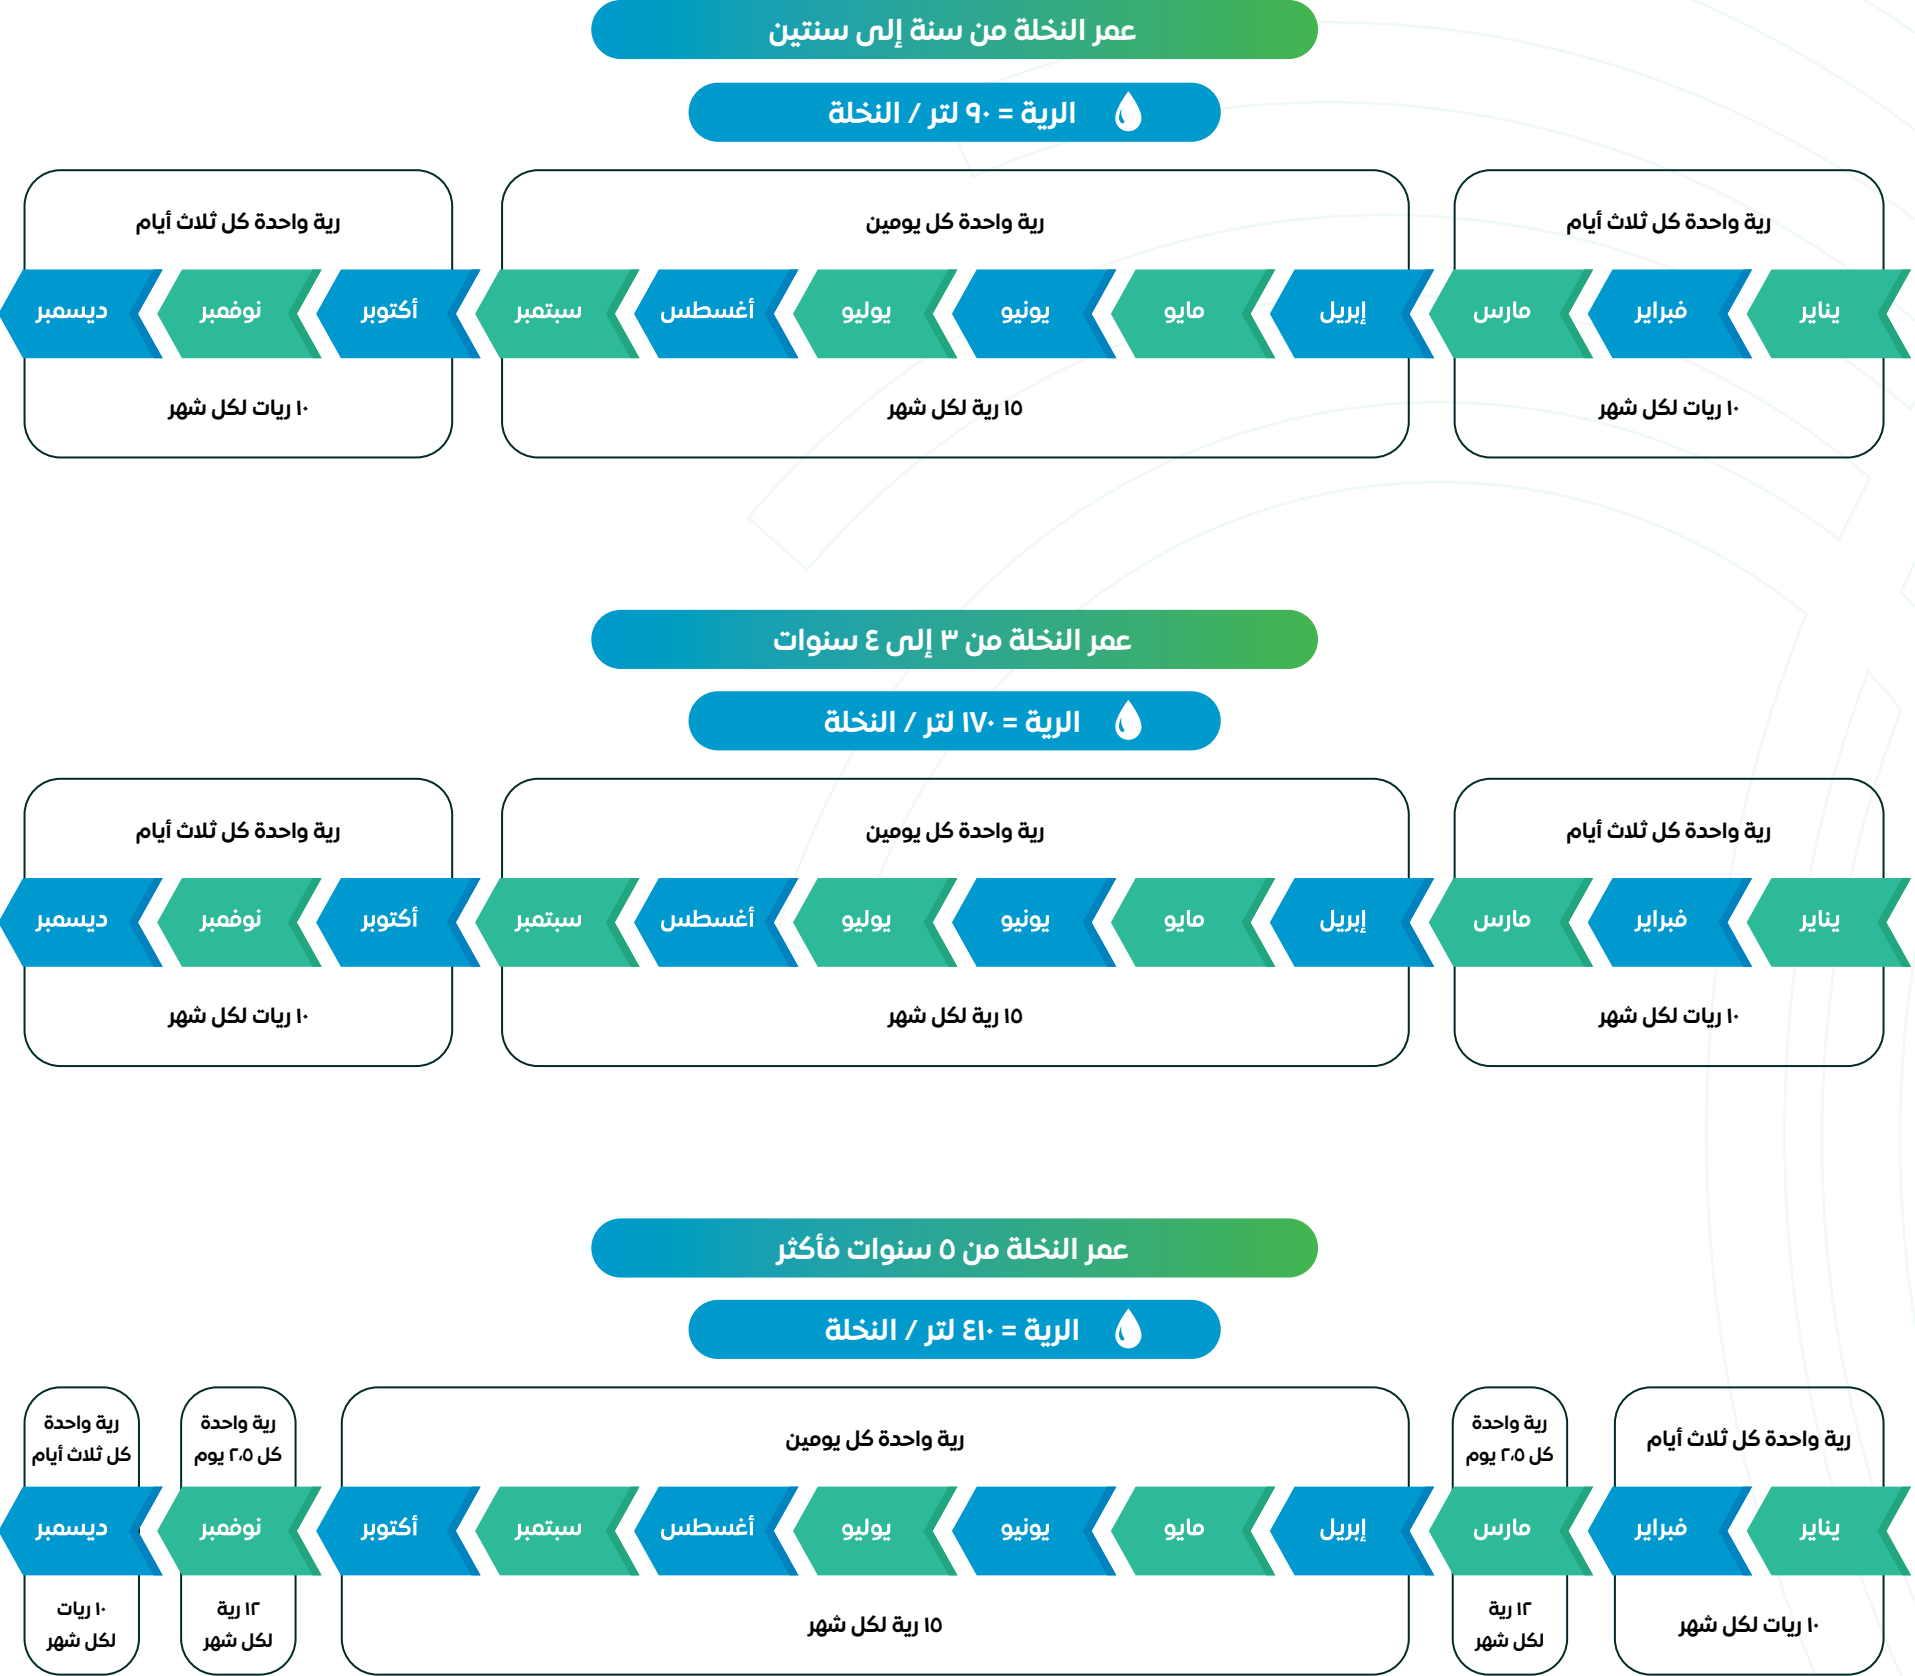 عمر النخلة من سنة إلى سنتين
الرية = ٩٠ لتر / النخلة
رية واحدة كل ثلاث أيام
رية واحدة كل يومين
رية واحدة كل ثلاث أيام
يناير
فبراير
مارس
إبريل
مايو
يونيو
يوليو
أغسطس
سبتمبر
أكتوبر
نوفمبر
ديسمبر
١٠ ريات لكل شهر
١٥ رية لكل شهر
١٠ ريات لكل شهر
عمر النخلة من ٣ إلى ٤ سنوات
الرية = ١٧٠ لتر / النخلة
رية واحدة كل ثلاث أيام
رية واحدة كل يومين
رية واحدة كل ثلاث أيام
يناير
فبراير
مارس
إبريل
مايو
يونيو
يوليو
أغسطس
سبتمبر
أكتوبر
نوفمبر
ديسمبر
١٠ ريات لكل شهر
١٥ رية لكل شهر
١٠ ريات لكل شهر
عمر النخلة من ٥ سنوات فأكثر
الرية = ٤١٠ لتر / النخلة
رية واحدة كل ثلاث أيام
رية واحدة
كل ٢،٥ يوم
رية واحدة كل يومين
رية واحدة
كل ٢،٥ يوم
رية واحدة
كل ثلاث أيام
يناير
فبراير
مارس
إبريل
مايو
يونيو
يوليو
أغسطس
سبتمبر
أكتوبر
نوفمبر
ديسمبر
١٠ ريات لكل شهر
١٢ رية
لكل شهر
١٥ رية لكل شهر
١٢ رية
لكل شهر
١٠ ريات
لكل شهر